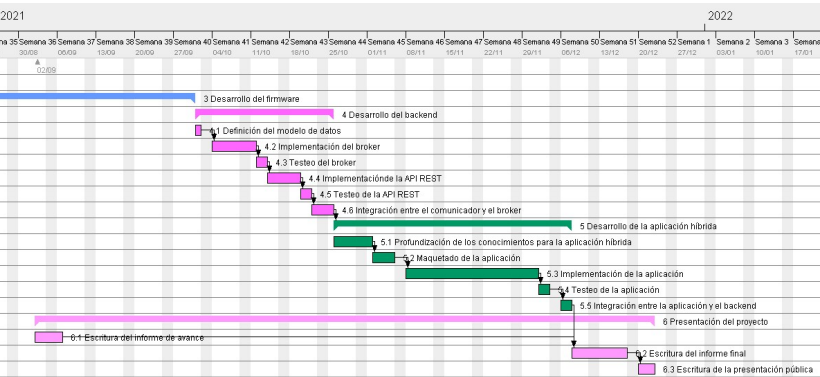 2021 2022
na 35 Semana 36 Semana 37 Semana 38 Semana 39 Semana 40 Semana 41 Semana 42 Semana 43 Semana 44 Semana 45 Semana 46 Semana 47 Semana 48 Semana 49 Semana 50 Semana 51 Semana 52 Semana 1 Semana 2 Semana 3 Semana
30/08 06/09 13/09 20/09 27/09 04/10 11/10 18/10 25/10 01/11 08/11 15/11 22/11 29/11 06/12 13/12 20/12 27/12 03/01 10/01 17/01
02/09
3 Desarrollo del firmware
4 Desarrollo del backend
4.1 Definición del modelo de datos
4.2 Implementación del broker
4.3 Testeo del broker
4.4 Implementaciónde la API REST
4.5 Testeo de la API REST
4.6 Integración entre el comunicador y el broker
5 Desarrollo de la aplicación híbrida
5.1 Profundización de los conocimientos para la aplicación híbrida
5.2 Maquetado de la aplicación
5.3 Implementación de la aplicación
5.4 Testeo de la aplicación
5.5 Integración entre la aplicación y el backend
6 Presentación del proyecto
6.1 Escritura del informe de avance
6.2 Escritura del informe final
6.3 Escritura de la presentación pública